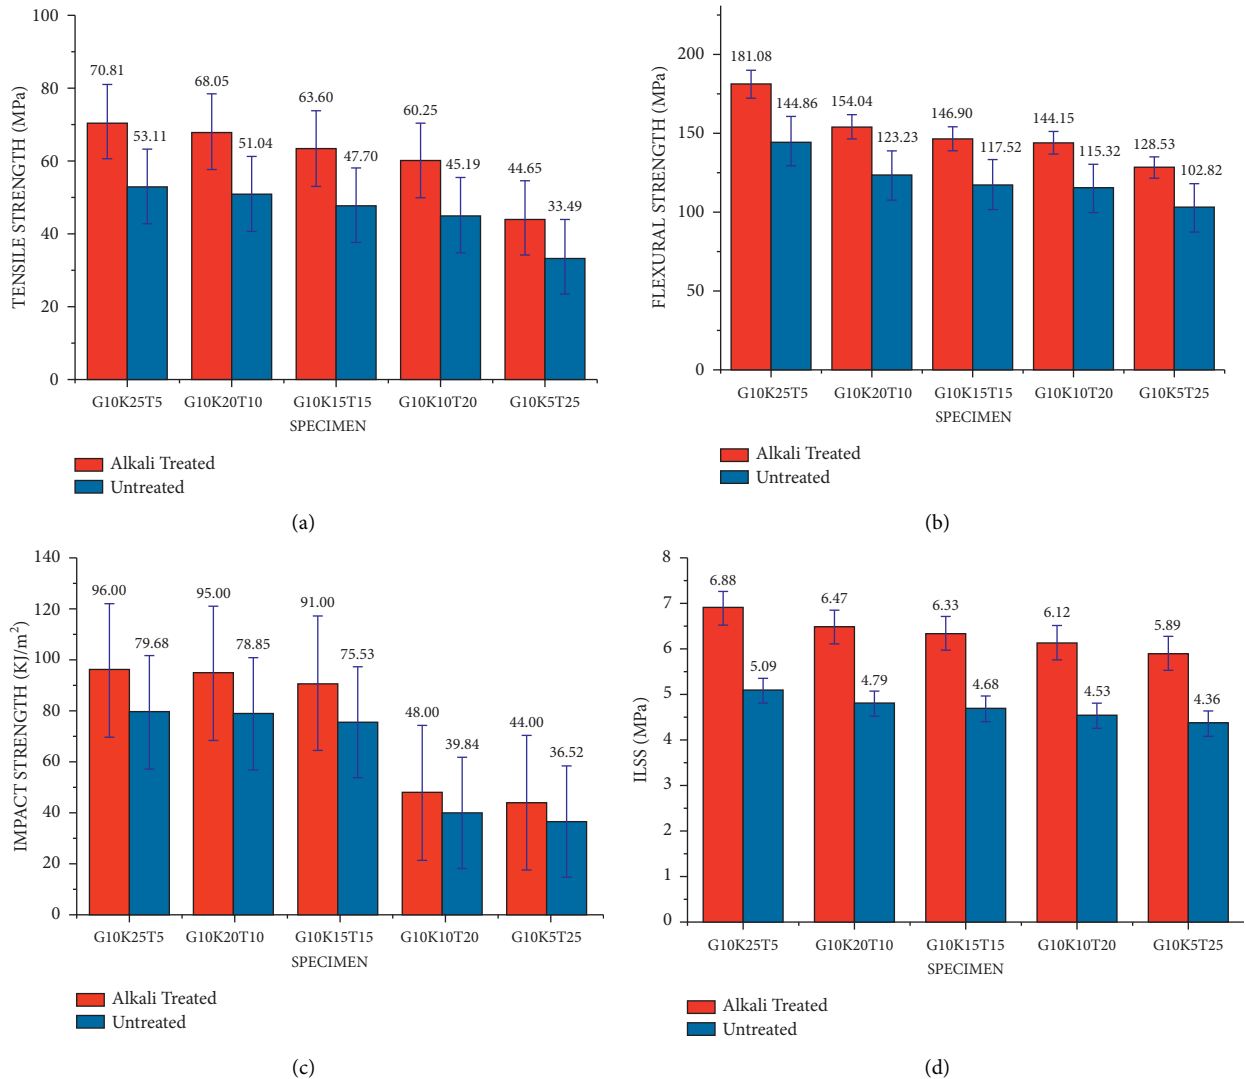 100
80
60
40
20
0
TENSILE STRENGTH (MPa)
70.81
53.11
68.05
51.04
63.60
47.70
60.25
45.19
44.65
33.49
G10K25T5 G10K20T10 G10K15T15 G10K10T20 G10K5T25
SPECIMEN
Alkali Treated
Untreated
(a)
200
150
100
50
0
FLEXURAL STRENGTH (MPa)
181.08
144.86
154.04
123.23
146.90
117.52
144.15
115.32
128.53
102.82
G10K25T5 G10K20T10 G10K15T15 G10K10T20 G10K5T25
SPECIMEN
Alkali Treated
Untreated
(b)
140
120
100
80
60
40
20
0
IMPACT STRENGTH (KJ/m²)
96.00
79.68
95.00
78.85
91.00
75.53
48.00
39.84
44.00
36.52
G10K25T5 G10K20T10 G10K15T15 G10K10T20 G10K5T25
SPECIMEN
Alkali Treated
Untreated
(c)
8
7
6
5
4
3
2
1
0
ILSS (MPa)
6.88
5.09
6.47
4.79
6.33
4.68
6.12
4.53
5.89
4.36
G10K25T5 G10K20T10 G10K15T15 G10K10T20 G10K5T25
SPECIMEN
Alkali Treated
Untreated
(d)